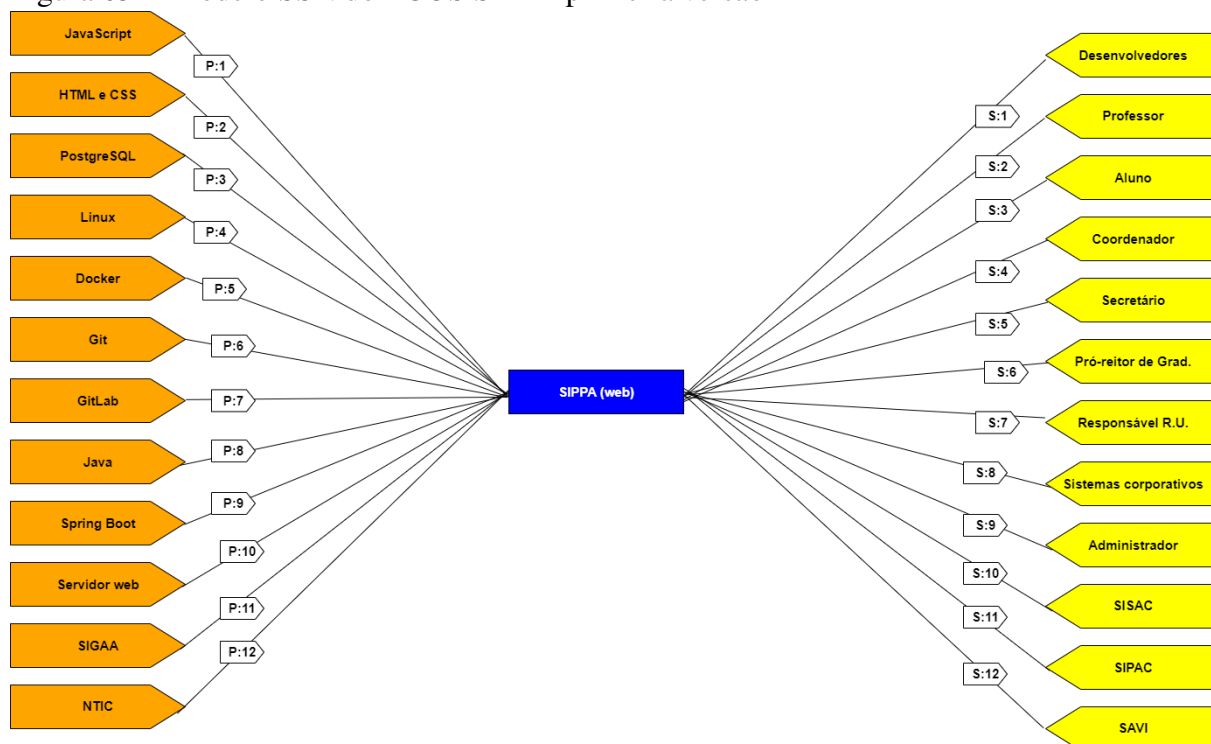 JavaScript
HTML e CSS
PostgreSQL
Linux
Docker
Git
GitLab
Java
Spring Boot
Servidor web
SIGAA
NTIC
P:1
P:2
P:3
P:4
P:5
P:6
P:7
P:8
P:9
P:10
P:11
P:12
SIPPA (web)
S:1
S:2
S:3
S:4
S:5
S:6
S:7
S:8
S:9
S:10
S:11
S:12
Desenvolvedores
Professor
Aluno
Coordenador
Secretário
Pró-reitor de Grad.
Responsável R.U.
Sistemas corporativos
Administrador
SISAC
SIPAC
SAVI